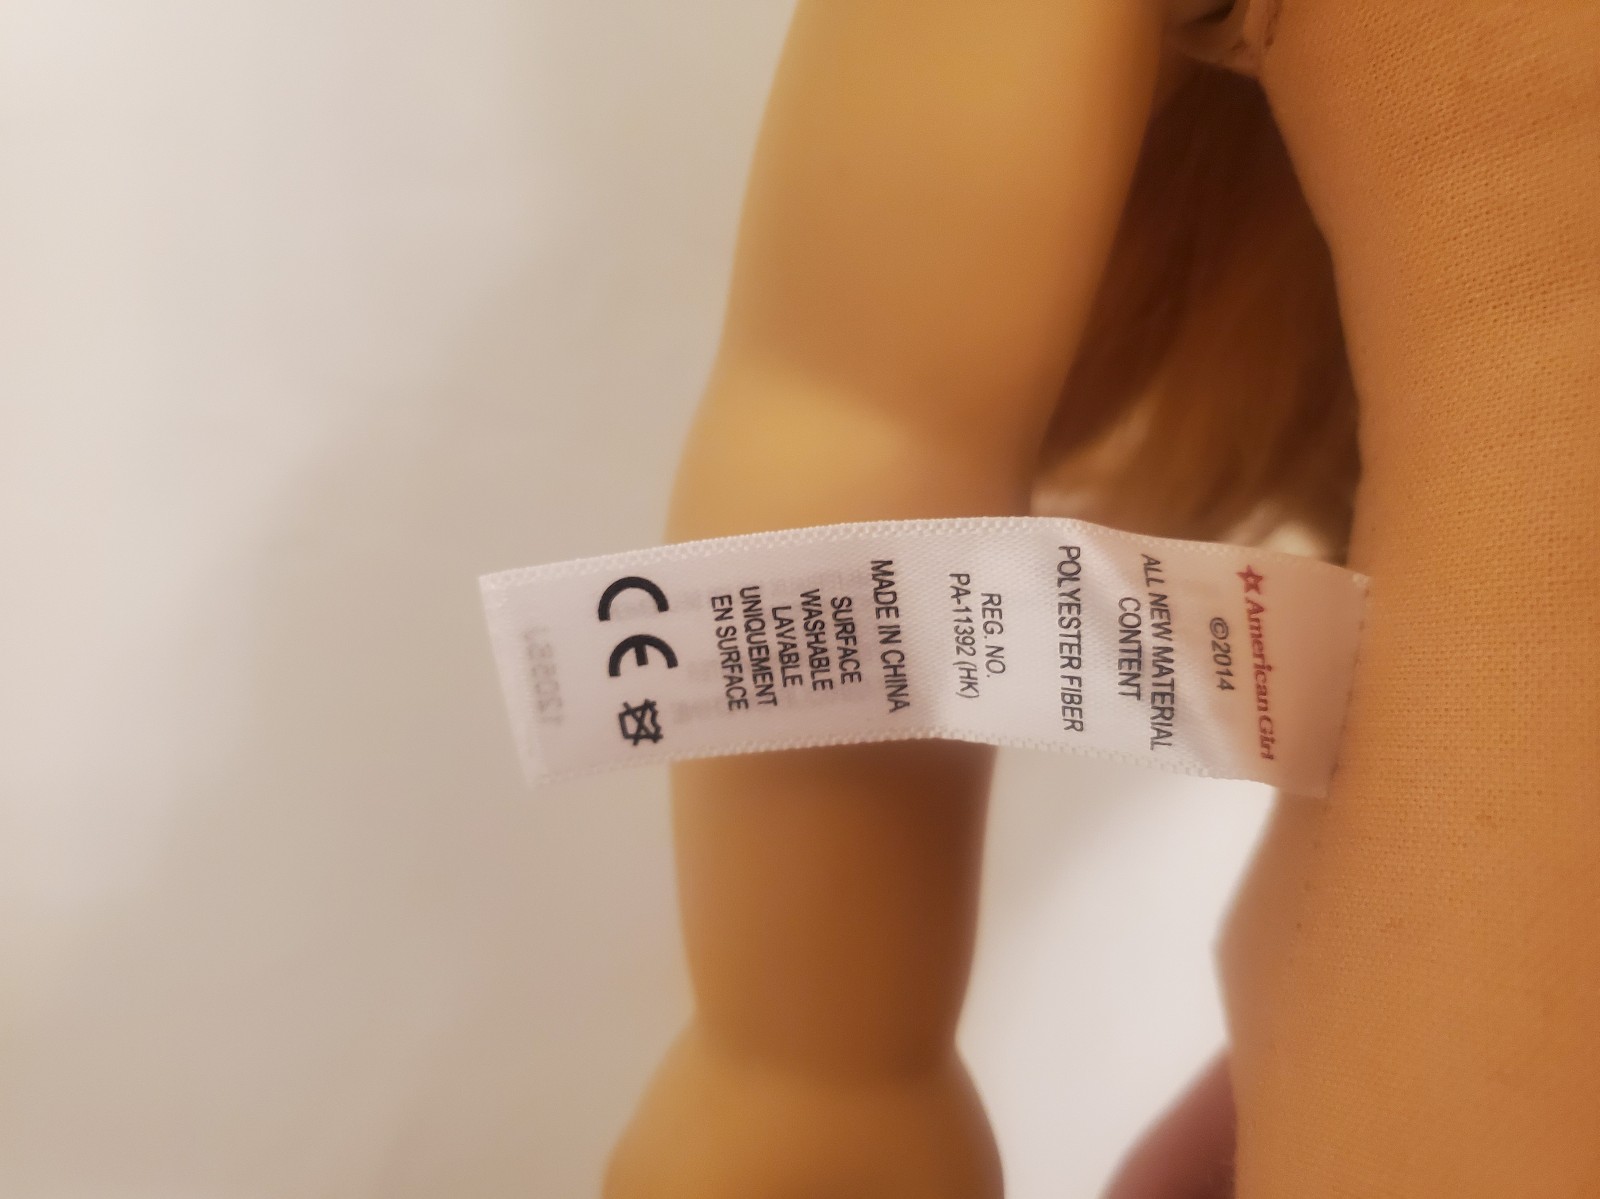 American Girl
©2014
ALL NEW MATERIAL
CONTENT
POLYESTER FIBER
REG. NO.
PA-11392 (HK)
MADE IN CHINA
SURFACE
WASHABLE
LAVABLE
UNIQUEMENT
EN SURFACE
CE